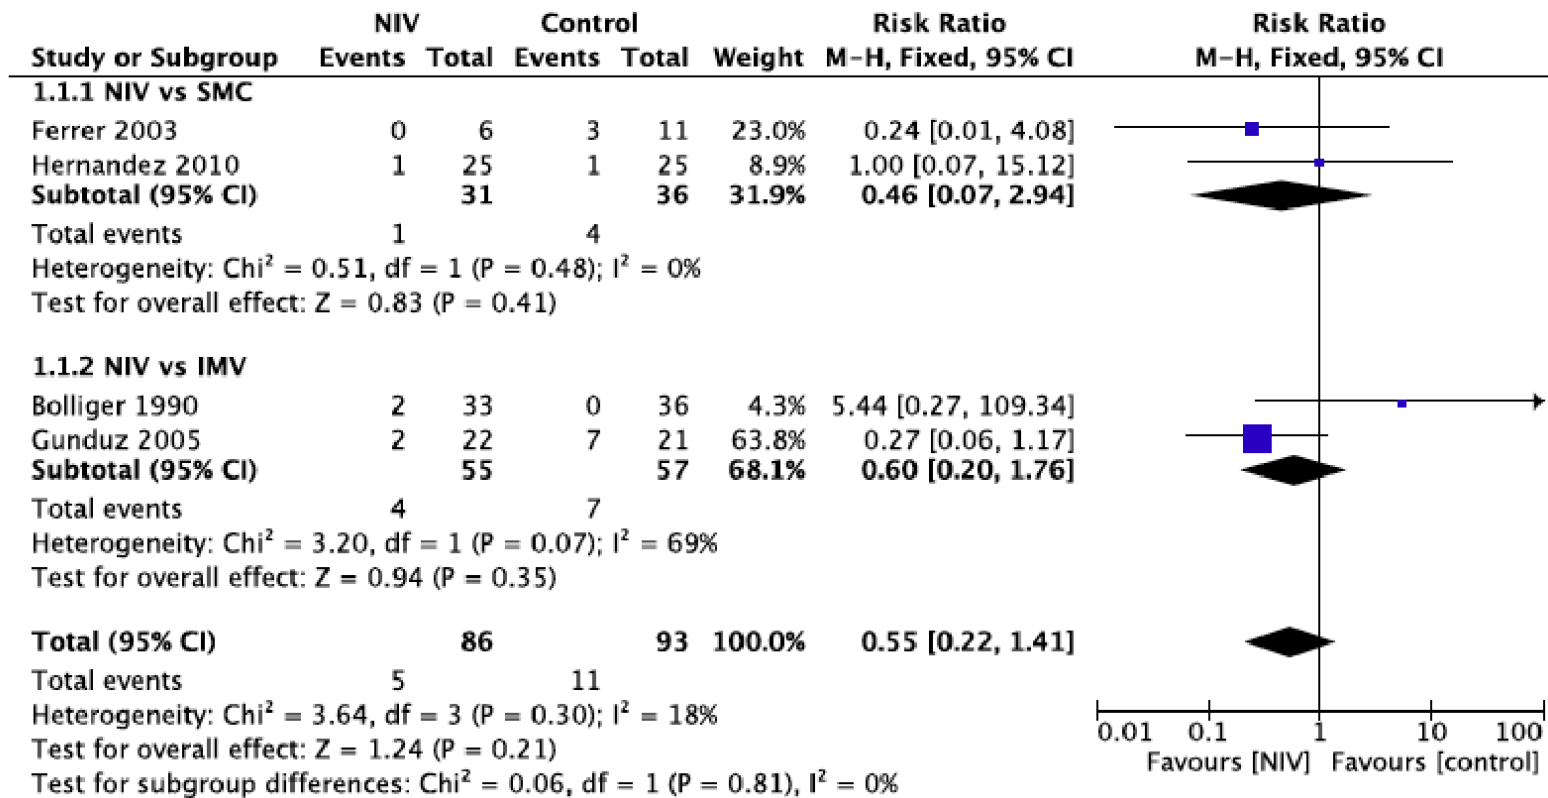 NIV Control Risk Ratio Risk Ratio
Study or Subgroup Events Total Events Total Weight M-H, Fixed, 95% CI M-H, Fixed, 95% CI
1.1.1 NIV vs SMC
Ferrer 2003 0 6 3 11 23.0% 0.24 [0.01, 4.08]
Hernandez 2010 1 25 1 25 8.9% 1.00 [0.07, 15.12]
Subtotal (95% CI) 31 36 31.9% 0.46 [0.07, 2.94]
Total events 1 4
Heterogeneity: Chi² = 0.51, df = 1 (P = 0.48); I² = 0%
Test for overall effect: Z = 0.83 (P = 0.41)
1.1.2 NIV vs IMV
Bolliger 1990 2 33 0 36 4.3% 5.44 [0.27, 109.34]
Gunduz 2005 2 22 7 21 63.8% 0.27 [0.06, 1.17]
Subtotal (95% CI) 55 57 68.1% 0.60 [0.20, 1.76]
Total events 4 7
Heterogeneity: Chi² = 3.20, df = 1 (P = 0.07); I² = 69%
Test for overall effect: Z = 0.94 (P = 0.35)
Total (95% CI) 86 93 100.0% 0.55 [0.22, 1.41]
Total events 5 11
Heterogeneity: Chi² = 3.64, df = 3 (P = 0.30); I² = 18%
Test for overall effect: Z = 1.24 (P = 0.21)
Test for subgroup differences: Chi² = 0.06, df = 1 (P = 0.81), I² = 0%
0.01 0.1 1 10 100
Favours [NIV] Favours [control]